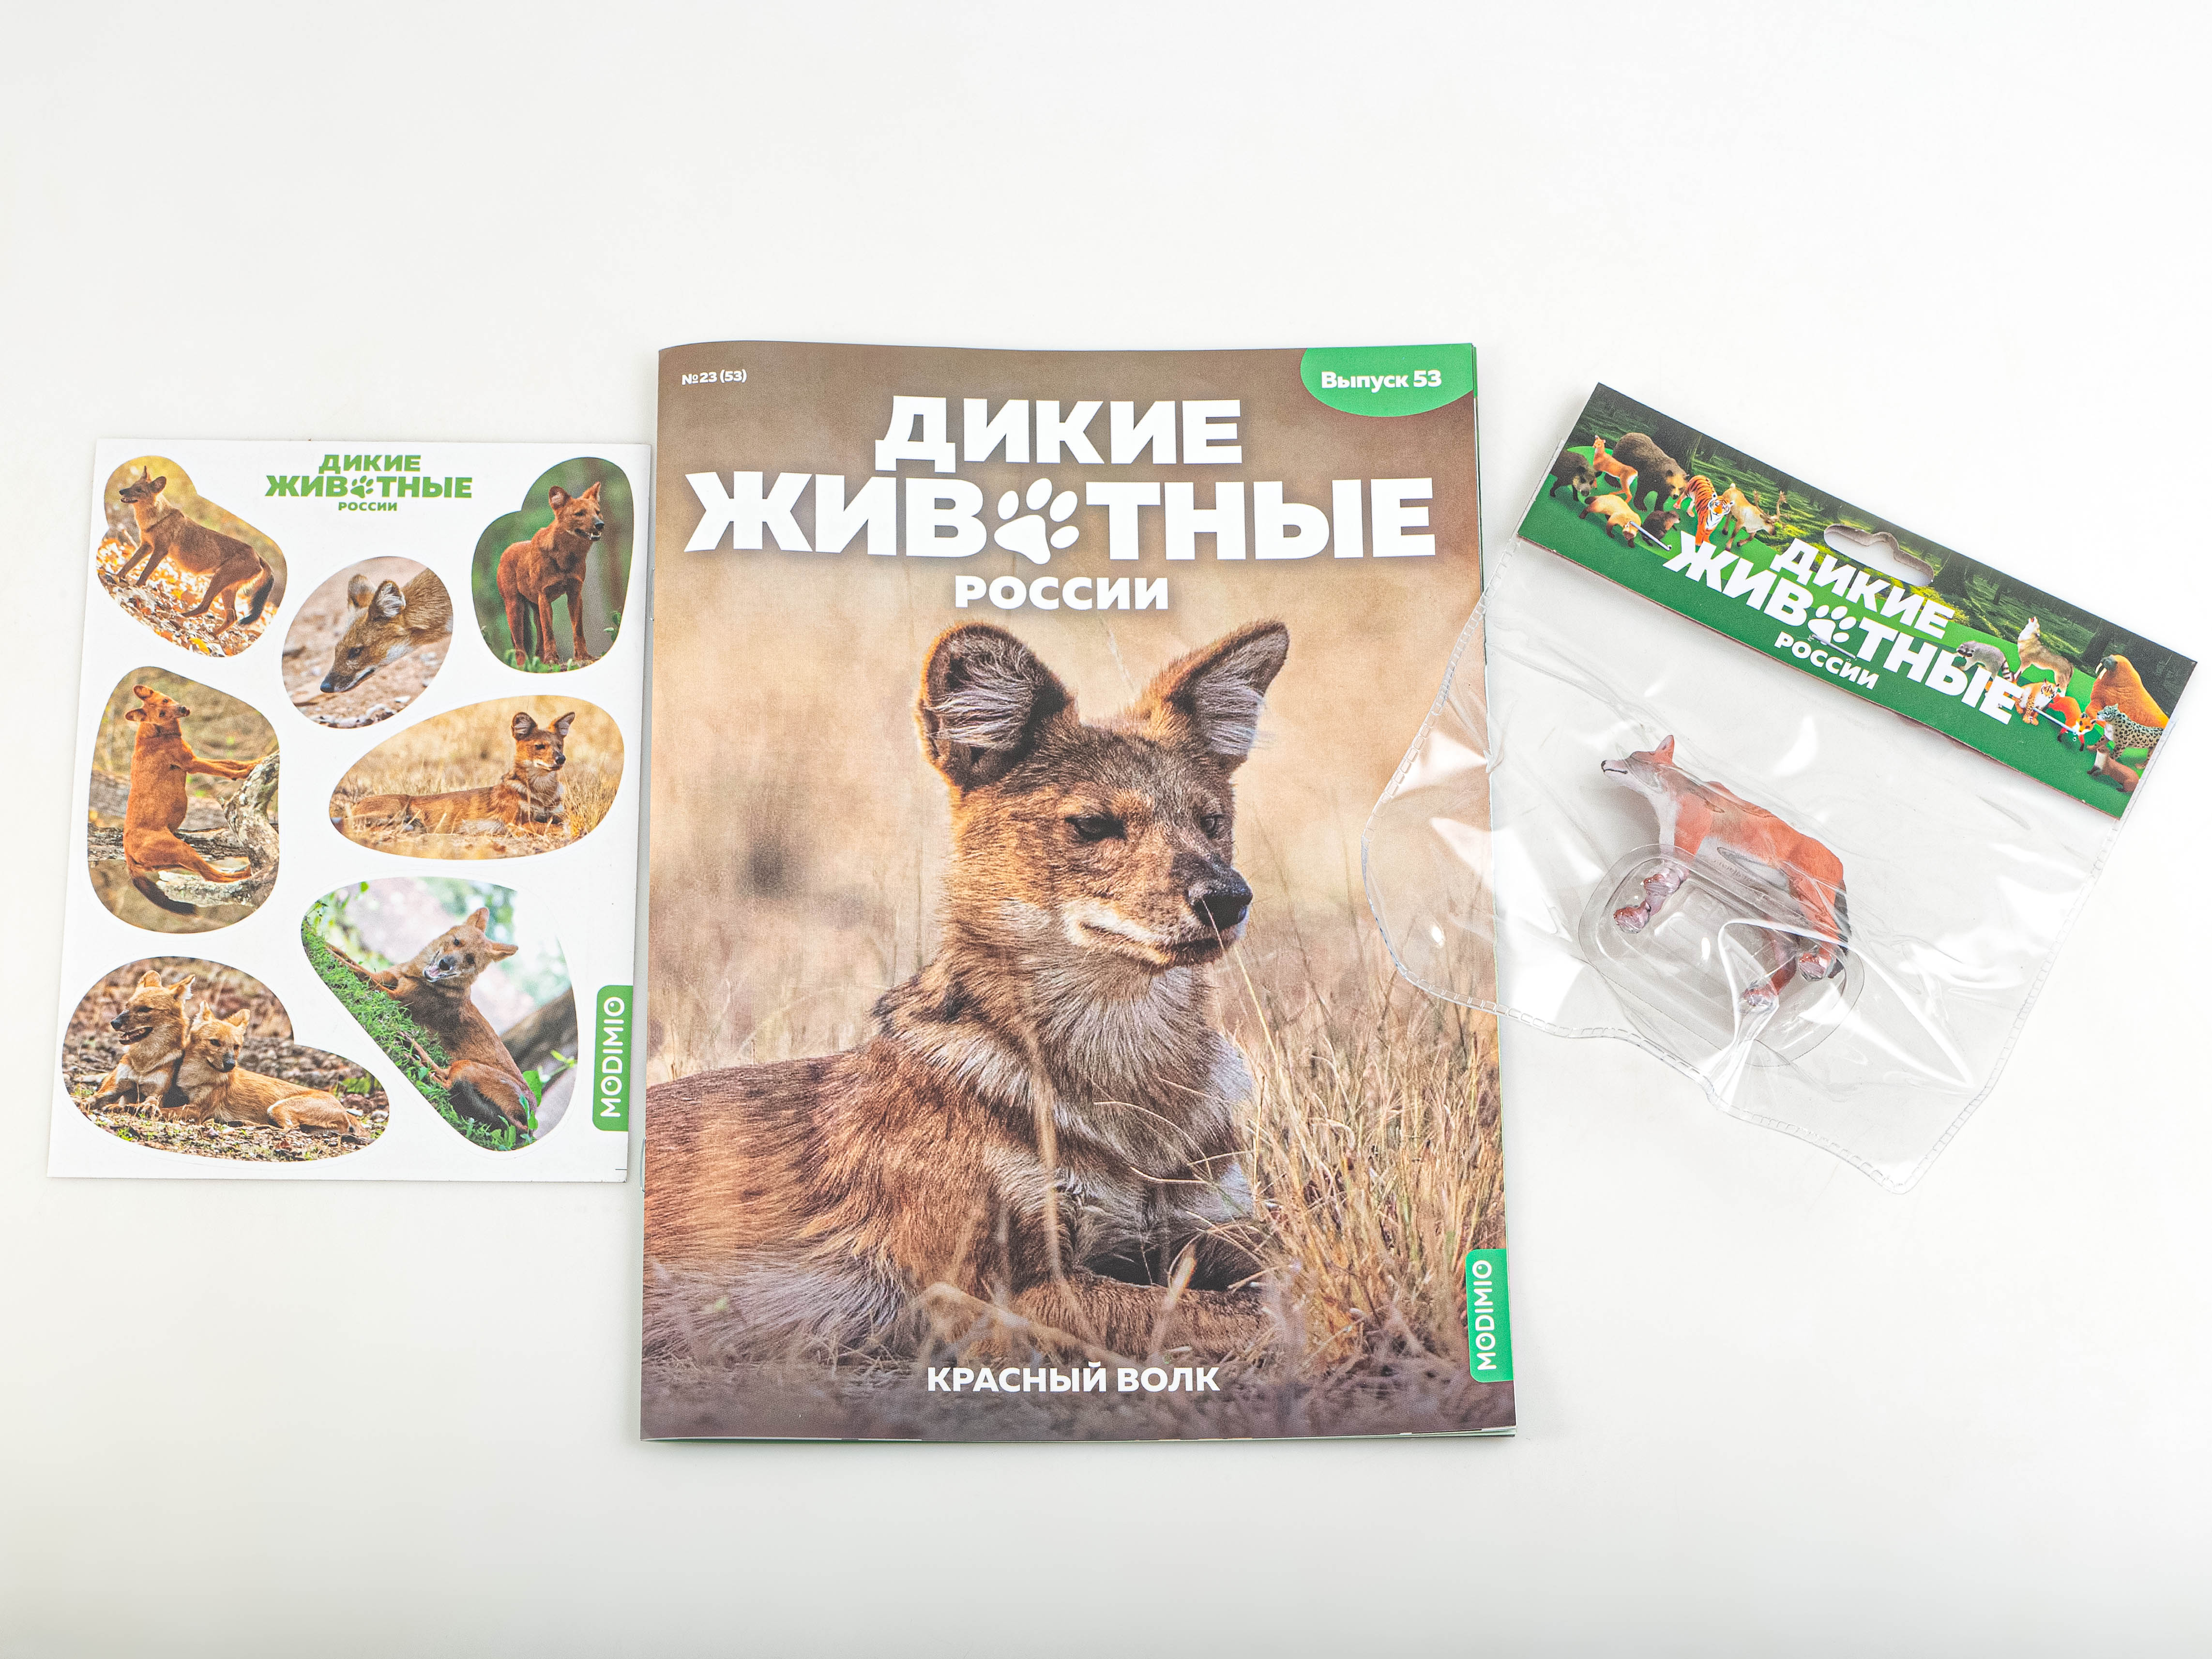 ДИКИЕ
ЖИВОТНЫЕ
РОССИИ
MODIMIO
№23 (53)
Выпуск 53
ДИКИЕ
ЖИВОТНЫЕ
РОССИИ
КРАСНЫЙ ВОЛК
MODIMIO
ДИКИЕ
ЖИВОТНЫЕ
РОССИИ